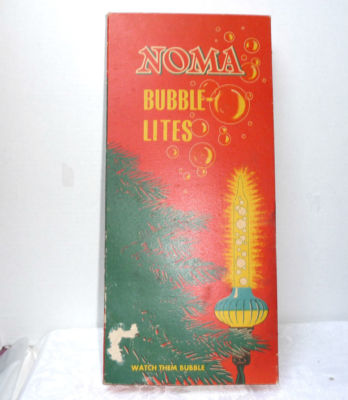 NOMA
BUBBLE-
LITES
WATCH THEM BUBBLE